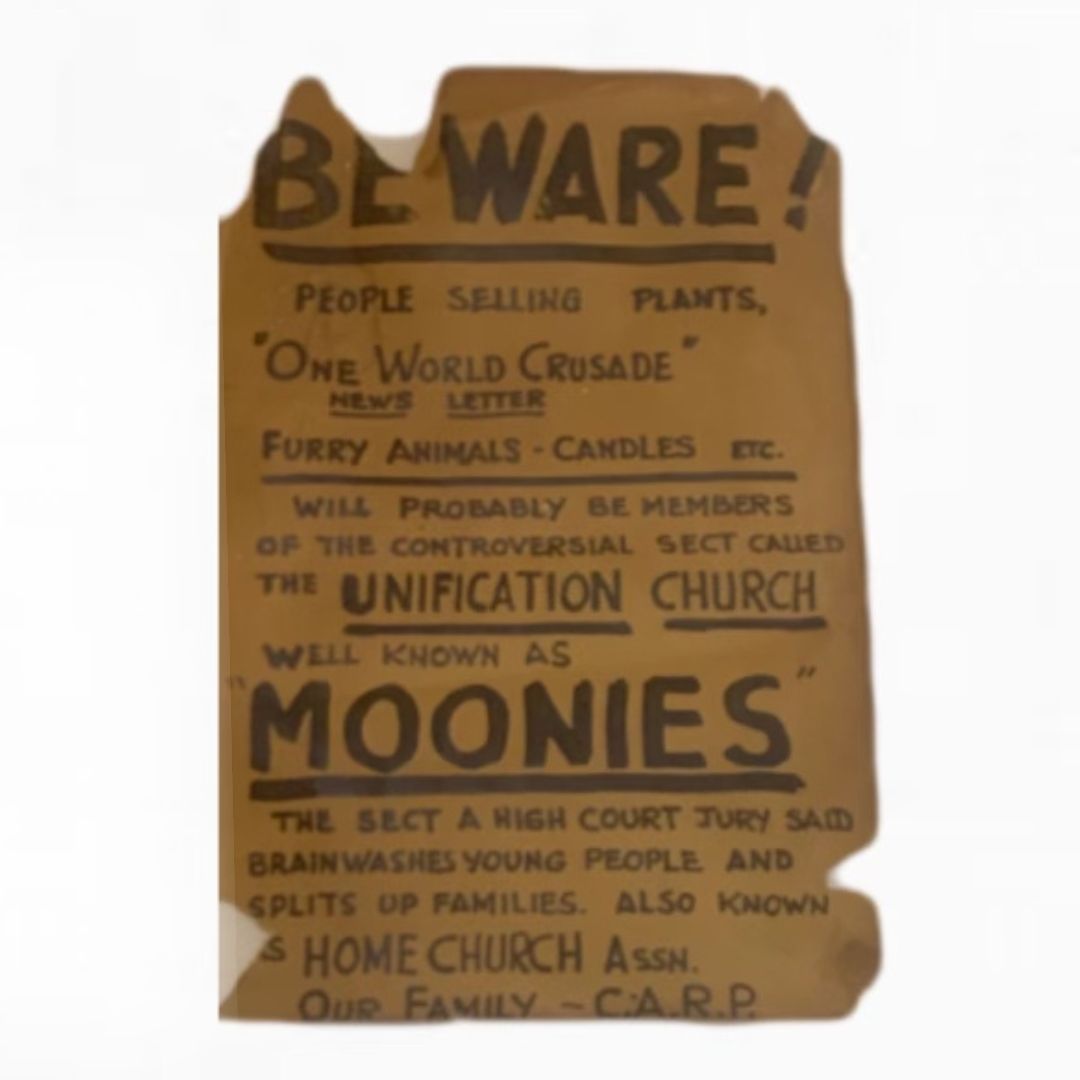 BEWARE!
PEOPLE SELLING PLANTS,
"ONE WORLD CRUSADE"
NEWS LETTER
FURRY ANIMALS - CANDLES ETC.
WILL PROBABLY BE MEMBERS
OF THE CONTROVERSIAL SECT CALLED
THE UNIFICATION CHURCH
WELL KNOWN AS
"MOONIES"
THE SECT A HIGH COURT JURY SAID
BRAINWASHES YOUNG PEOPLE AND
SPLITS UP FAMILIES. ALSO KNOWN
AS HOME CHURCH ASSN.
OUR FAMILY ~ C.A.R.P.